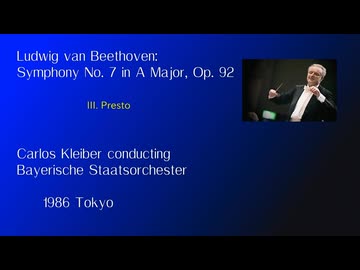 Ludwig van Beethoven:
Symphony No. 7 in A Major, Op. 92
III. Presto
Carlos Kleiber conducting
Bayerische Staatsorchester
1986 Tokyo